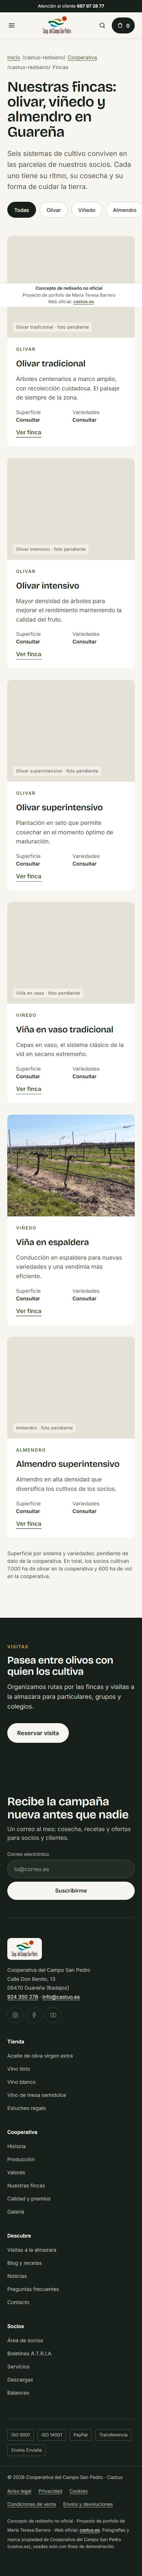 Atención al cliente 687 97 28 77
Coop. del Campo San Pedro
0
Inicio /castuo-rediseno/ Cooperativa
/castuo-rediseno/ Fincas
Nuestras fincas:
olivar, viñedo y
almendro en
Guareña
Seis sistemas de cultivo conviven en
las parcelas de nuestros socios. Cada
uno tiene su ritmo, su cosecha y su
forma de cuidar la tierra.
Todas
Olivar
Viñedo
Almendro
Concepto de rediseño no oficial
Proyecto de porfolio de María Teresa Barrero
Web oficial: castuo.es
Olivar tradicional · foto pendiente
OLIVAR
Olivar tradicional
Árboles centenarios a marco amplio,
con recolección cuidadosa. El paisaje
de siempre de la zona.
Superficie
Variedades
Consultar
Consultar
Ver finca
Olivar intensivo · foto pendiente
OLIVAR
Olivar intensivo
Mayor densidad de árboles para
mejorar el rendimiento manteniendo la
calidad del fruto.
Superficie
Variedades
Consultar
Consultar
Ver finca
Olivar superintensivo · foto pendiente
OLIVAR
Olivar superintensivo
Plantación en seto que permite
cosechar en el momento óptimo de
maduración.
Superficie
Variedades
Consultar
Consultar
Ver finca
Viña en vaso · foto pendiente
VIÑEDO
Viña en vaso tradicional
Cepas en vaso, el sistema clásico de la
vid en secano extremeño.
Superficie
Variedades
Consultar
Consultar
Ver finca
VIÑEDO
Viña en espaldera
Conducción en espaldera para nuevas
variedades y una vendimia más
eficiente.
Superficie
Variedades
Consultar
Consultar
Ver finca
Almendro · foto pendiente
ALMENDRO
Almendro superintensivo
Almendro en alta densidad que
diversifica los cultivos de los socios.
Superficie
Variedades
Consultar
Consultar
Ver finca
Superficie por sistema y variedades: pendiente de
dato de la cooperativa. En total, los socios cultivan
7.000 ha de olivar en la cooperativa y 600 ha de vid
en la cooperativa.
VISITAS
Pasea entre olivos con
quien los cultiva
Organizamos rutas por las fincas y visitas a
la almazara para particulares, grupos y
colegios.
Reservar visita
Recibe la campaña
nueva antes que nadie
Un correo al mes: cosecha, recetas y ofertas
para socios y clientes.
Correo electrónico
tu@correo.es
Suscribirme
Coop. del Campo San Pedro
Cooperativa del Campo San Pedro
Calle Don Benito, 13
06470 Guareña (Badajoz)
924 350 278 · info@castuo.es
Tienda
Aceite de oliva virgen extra
Vino tinto
Vino blanco
Vino de mesa semidulce
Estuches regalo
Cooperativa
Historia
Producción
Valores
Nuestras fincas
Calidad y premios
Galería
Descubre
Visitas a la almazara
Blog y recetas
Noticias
Preguntas frecuentes
Contacto
Socios
Área de socios
Boletines A.T.R.I.A
Servicios
Descargas
Balances
ISO 9001
ISO 14001
PayPal
Transferencia
Envíos Envialia
© 2026 Cooperativa del Campo San Pedro · Castuo
Aviso legal
Privacidad
Cookies
Condiciones de venta
Envíos y devoluciones
Concepto de rediseño no oficial · Proyecto de porfolio de
María Teresa Barrero · Web oficial: castuo.es. Fotografías y
marca propiedad de Cooperativa del Campo San Pedro
(castuo.es), usadas solo con fines de demostración.